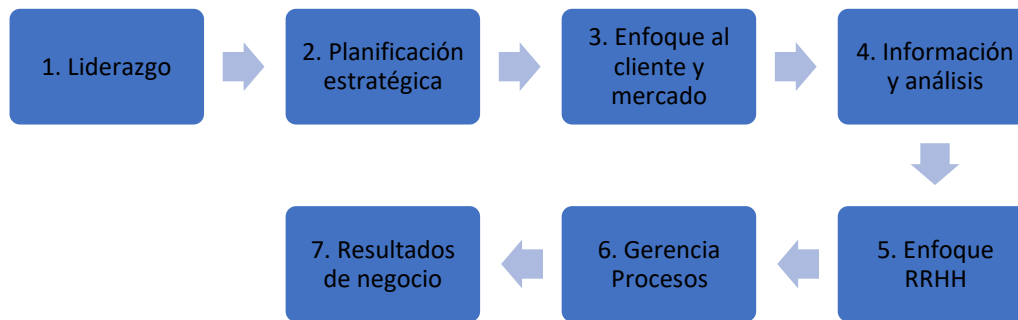 1. Liderazgo
2. Planificación
estratégica
3. Enfoque al
cliente y
mercado
4. Información
y análisis
5. Enfoque
RRHH
6. Gerencia
Procesos
7. Resultados
de negocio